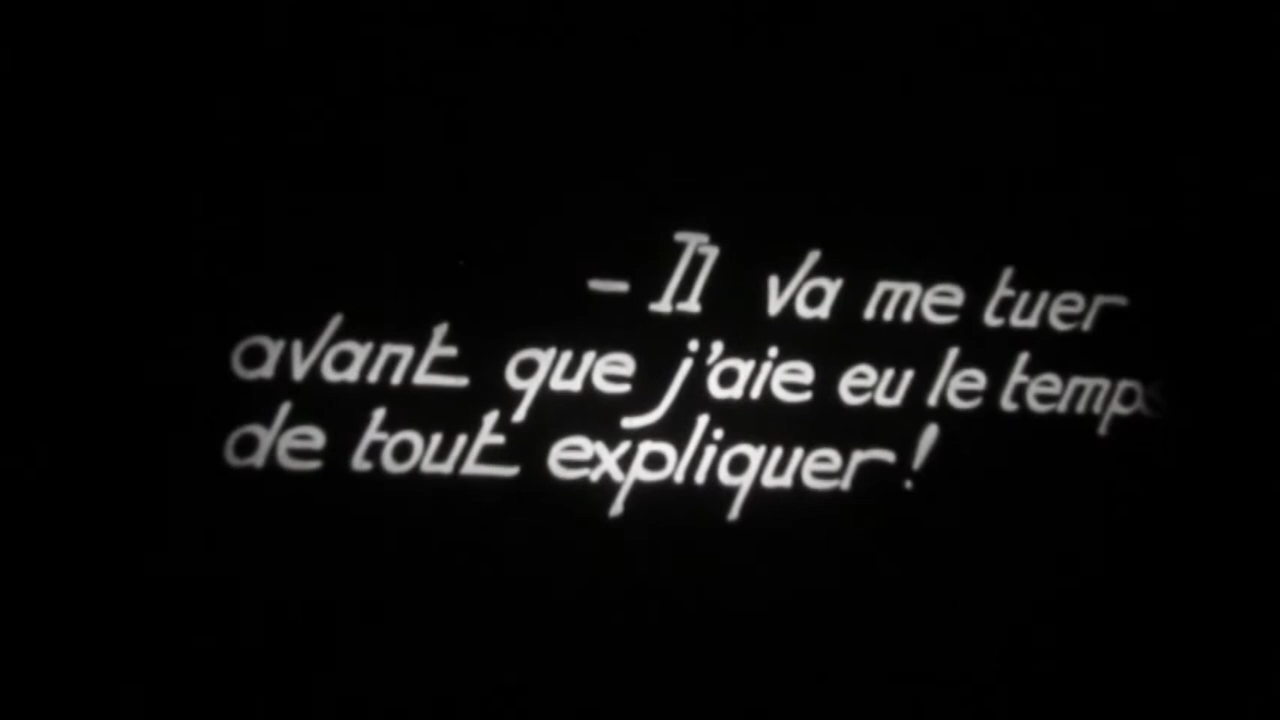 – Il va me tuer
avant que j'aie eu le temps
de tout expliquer !